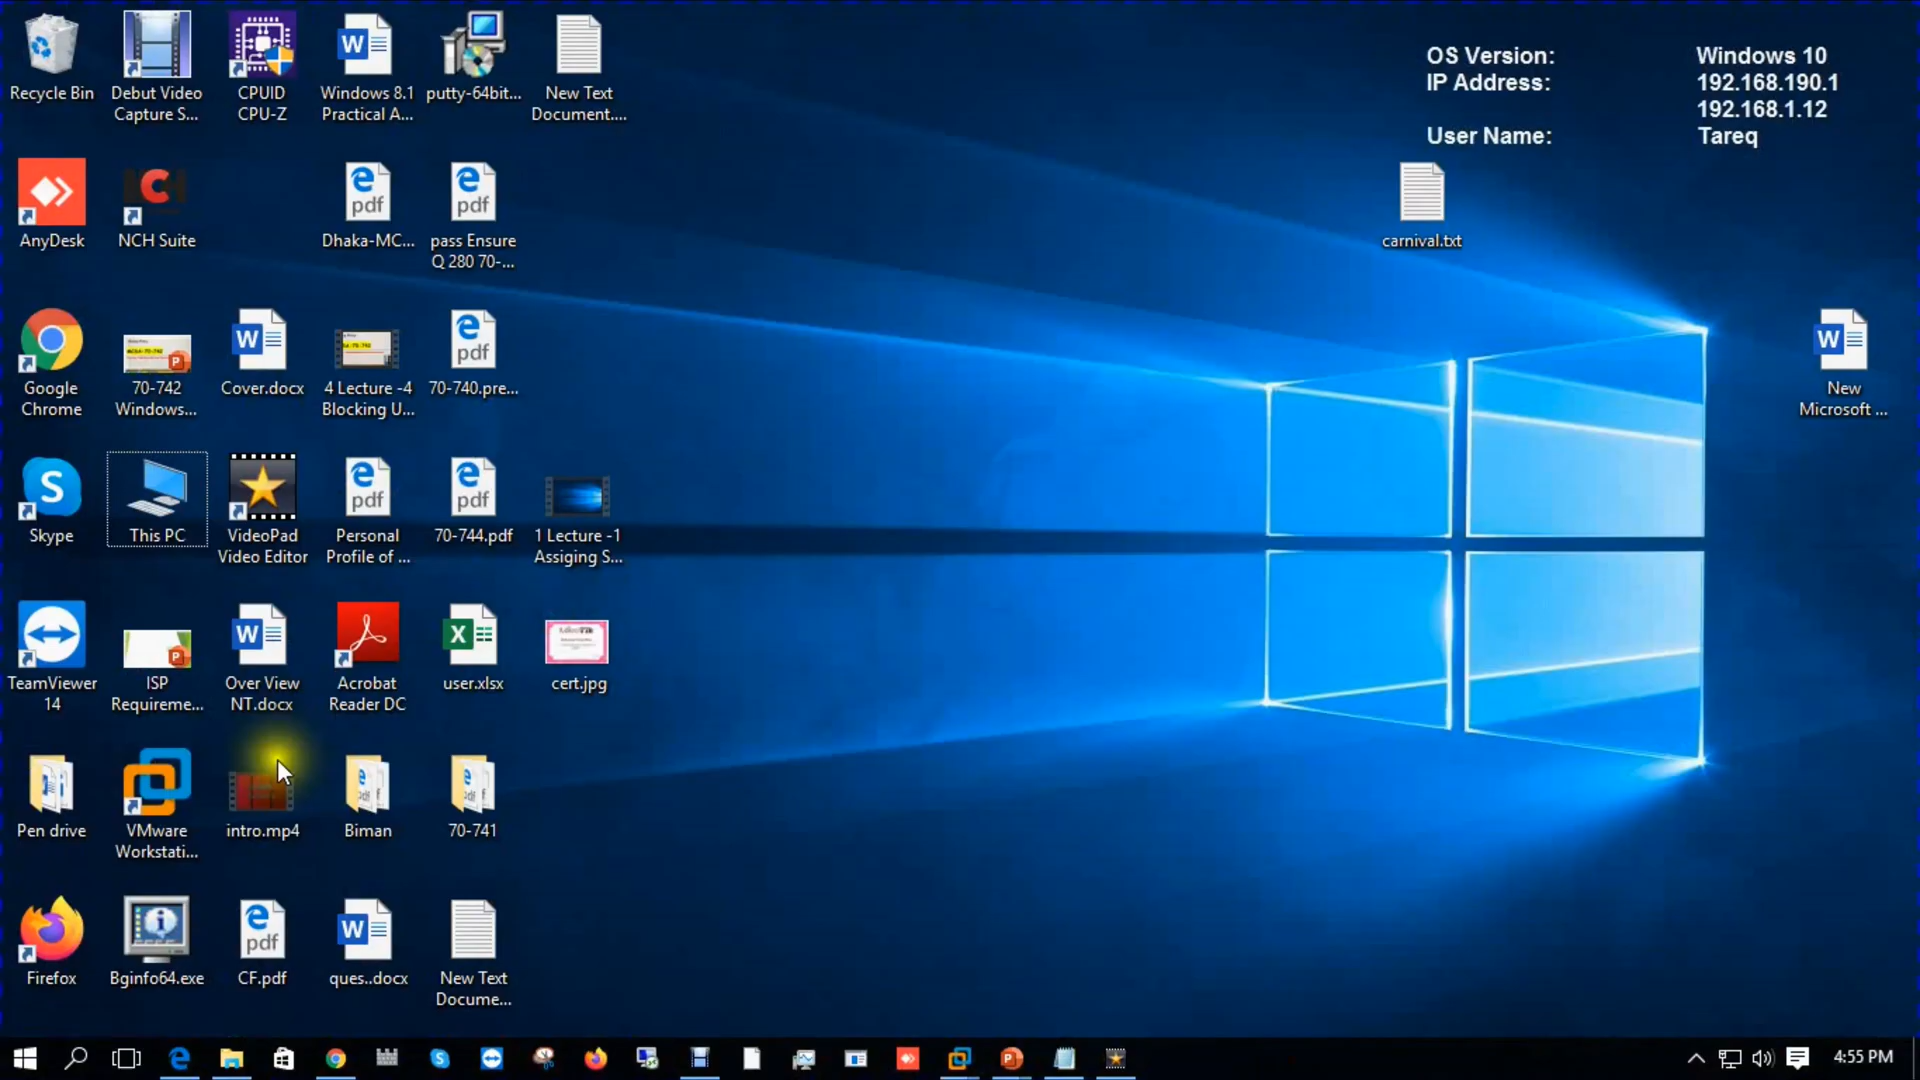 Recycle Bin
Debut Video
Capture S...
CPUID
CPU-Z
Windows 8.1
Practical A...
putty-64bit...
New Text
Document....
OS Version: Windows 10
IP Address: 192.168.190.1
192.168.1.12
User Name: Tareq
AnyDesk
NCH Suite
Dhaka-MC...
pass Ensure
Q 280 70-...
carnival.txt
Google
Chrome
70-742
Windows...
Cover.docx
4 Lecture -4
Blocking U...
70-740.pre...
New
Microsoft ...
Skype
This PC
VideoPad
Video Editor
Personal
Profile of ...
70-744.pdf
1 Lecture -1
Assiging S...
TeamViewer
14
ISP
Requireme...
Over View
NT.docx
Acrobat
Reader DC
user.xlsx
cert.jpg
Pen drive
VMware
Workstati...
intro.mp4
Biman
70-741
Firefox
Bginfo64.exe
CF.pdf
ques..docx
New Text
Docume...
4:55 PM